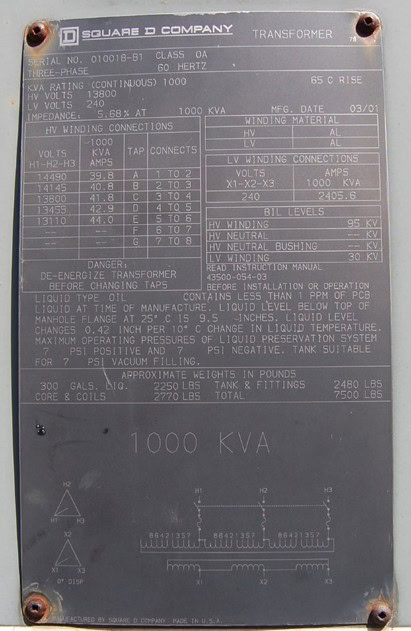 D SQUARE D COMPANY TRANSFORMER
SERIAL NO. 010018-B1 CLASS OA
THREE-PHASE 60 HERTZ
KVA RATING (CONTINUOUS) 1000 65 C RISE
HV VOLTS 13800
LV VOLTS 240
IMPEDANCE: 5.68% AT 1000 KVA MFG. DATE 03/01
HV WINDING CONNECTIONS
VOLTS H1-H2-H3 1000 KVA AMPS TAP CONNECTS
14490 39.8 A 1 TO 2
14145 40.8 B 2 TO 3
13800 41.8 C 3 TO 4
13455 42.9 D 4 TO 5
13110 44.0 E 5 TO 6
-- -- F 6 TO 7
-- -- G 7 TO 8
DANGER:
DE-ENERGIZE TRANSFORMER
BEFORE CHANGING TAPS
WINDING MATERIAL
HV AL
LV AL
LV WINDING CONNECTIONS
VOLTS AMPS
X1-X2-X3 1000 KVA
240 2405.6
BIL LEVELS
HV WINDING 95 KV
HV NEUTRAL -- KV
HV NEUTRAL BUSHING -- KV
LV WINDING 30 KV
READ INSTRUCTION MANUAL
43500-054-03
BEFORE INSTALLATION OR OPERATION
LIQUID TYPE OIL CONTAINS LESS THAN 1 PPM OF PCB
LIQUID AT TIME OF MANUFACTURE. LIQUID LEVEL BELOW TOP OF
MANHOLE FLANGE AT 25° C IS 9.5 INCHES. LIQUID LEVEL
CHANGES 0.42 INCH PER 10° C CHANGE IN LIQUID TEMPERATURE.
MAXIMUM OPERATING PRESSURES OF LIQUID PRESERVATION SYSTEM
7 PSI POSITIVE AND 7 PSI NEGATIVE. TANK SUITABLE
FOR 7 PSI VACUUM FILLING.
APPROXIMATE WEIGHTS IN POUNDS
300 GALS. LIQ. 2250 LBS TANK & FITTINGS 2480 LBS
CORE & COILS 2770 LBS TOTAL 7500 LBS
1000 KVA
H2
H1 H3
X2
X1 X3
H1 H2 H3
88421357 88421357 88421357
X1 X2 X3
MANUFACTURED BY SQUARE D COMPANY MADE IN U.S.A.